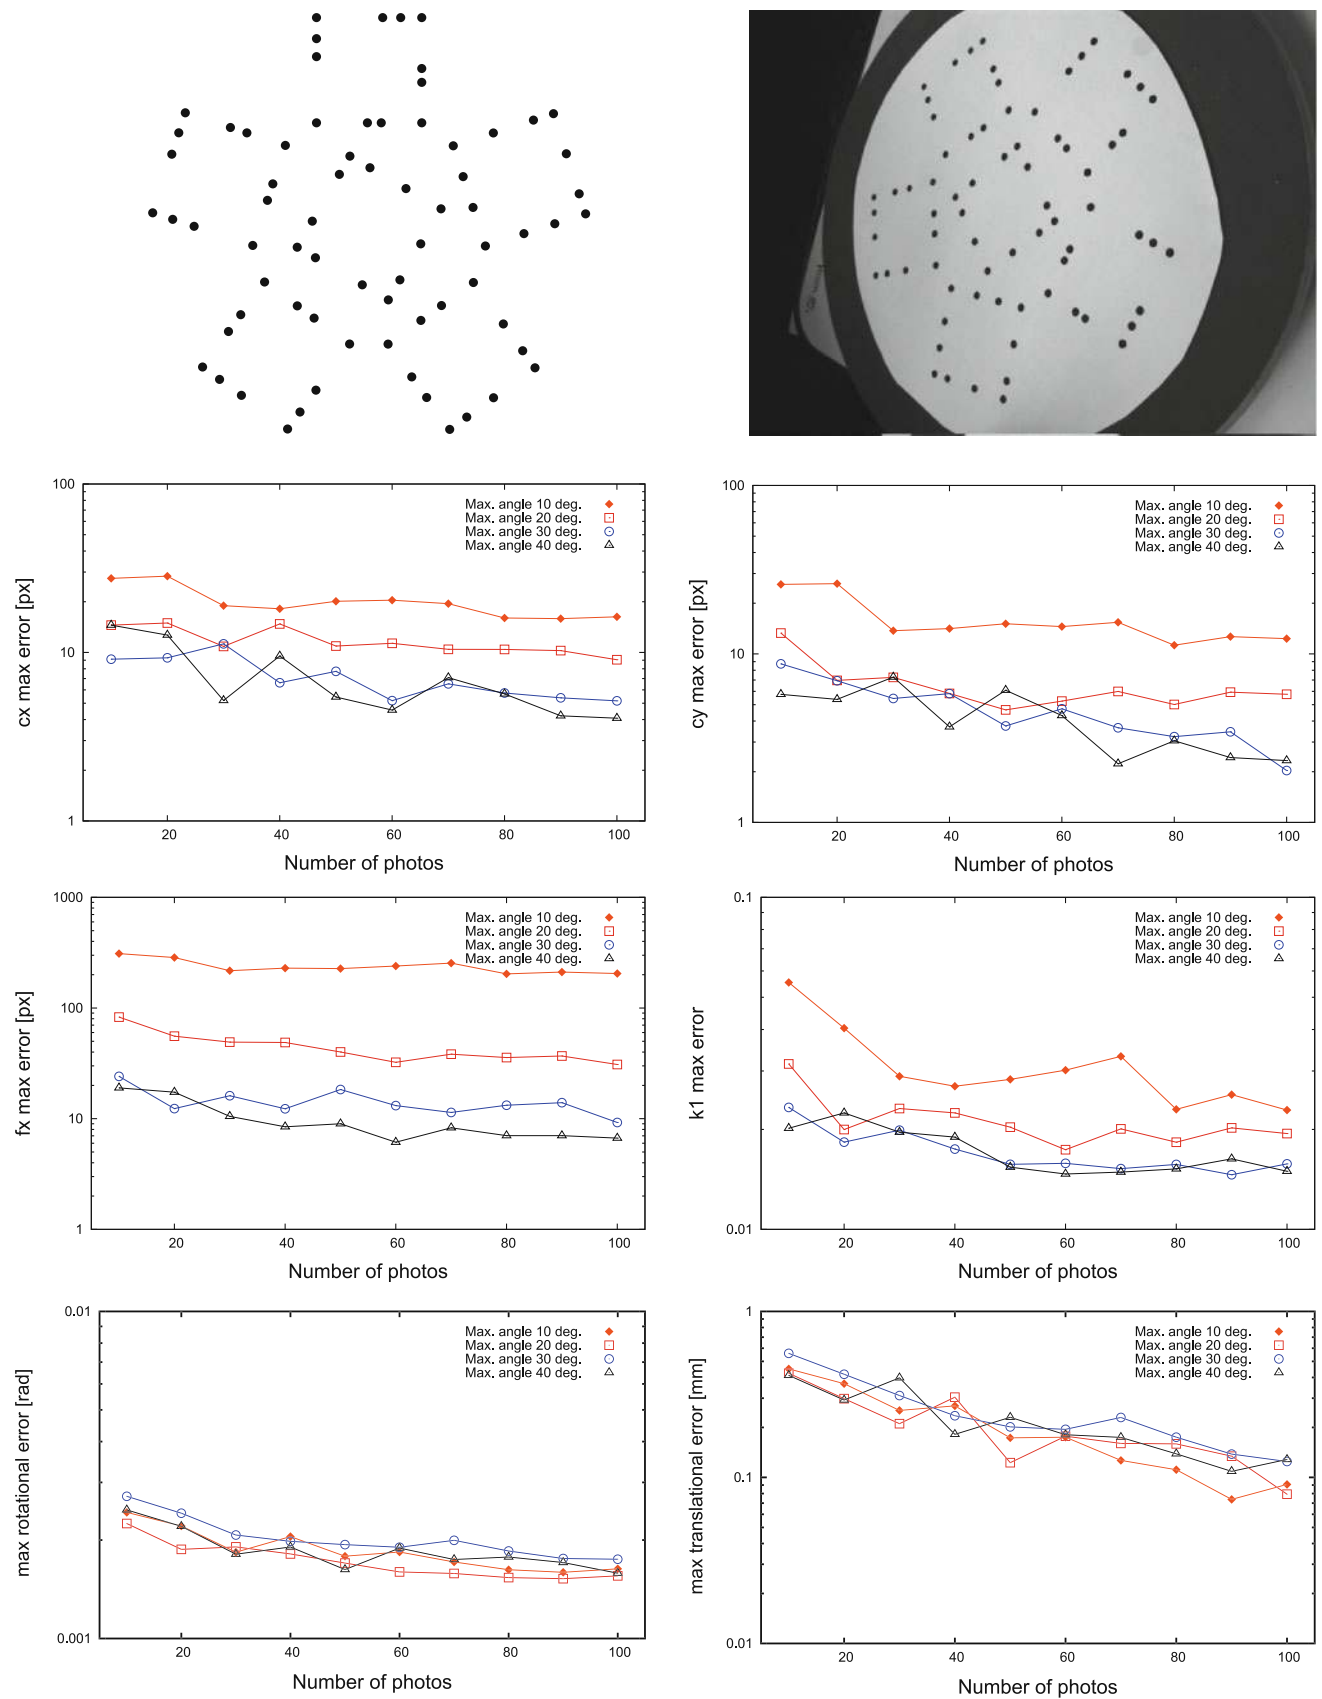 100
10
1
cx max error [px]
Max. angle 10 deg.
Max. angle 20 deg.
Max. angle 30 deg.
Max. angle 40 deg.
20 40 60 80 100
Number of photos
100
10
1
cy max error [px]
Max. angle 10 deg.
Max. angle 20 deg.
Max. angle 30 deg.
Max. angle 40 deg.
20 40 60 80 100
Number of photos
1000
100
10
1
fx max error [px]
Max. angle 10 deg.
Max. angle 20 deg.
Max. angle 30 deg.
Max. angle 40 deg.
20 40 60 80 100
Number of photos
0.1
0.01
k1 max error
Max. angle 10 deg.
Max. angle 20 deg.
Max. angle 30 deg.
Max. angle 40 deg.
20 40 60 80 100
Number of photos
0.01
0.001
max rotational error [rad]
Max. angle 10 deg.
Max. angle 20 deg.
Max. angle 30 deg.
Max. angle 40 deg.
20 40 60 80 100
Number of photos
1
0.1
0.01
max translational error [mm]
Max. angle 10 deg.
Max. angle 20 deg.
Max. angle 30 deg.
Max. angle 40 deg.
20 40 60 80 100
Number of photos